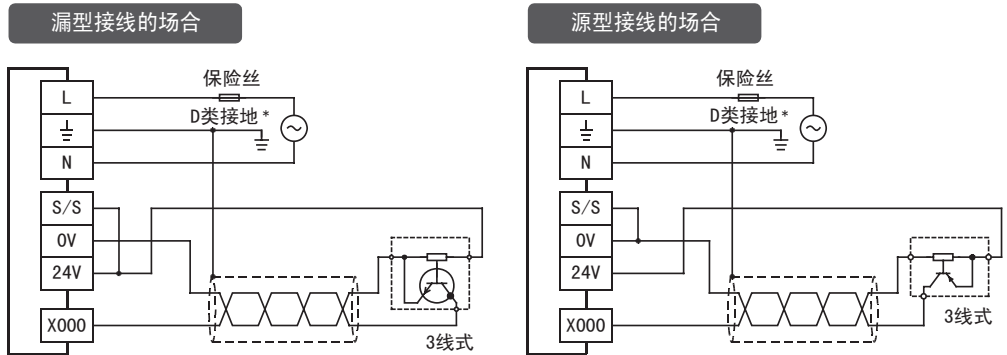 漏型接线的场合
L
N
S/S
0V
24V
X000
保险丝
D类接地*
3线式
源型接线的场合
L
N
S/S
0V
24V
X000
保险丝
D类接地*
3线式